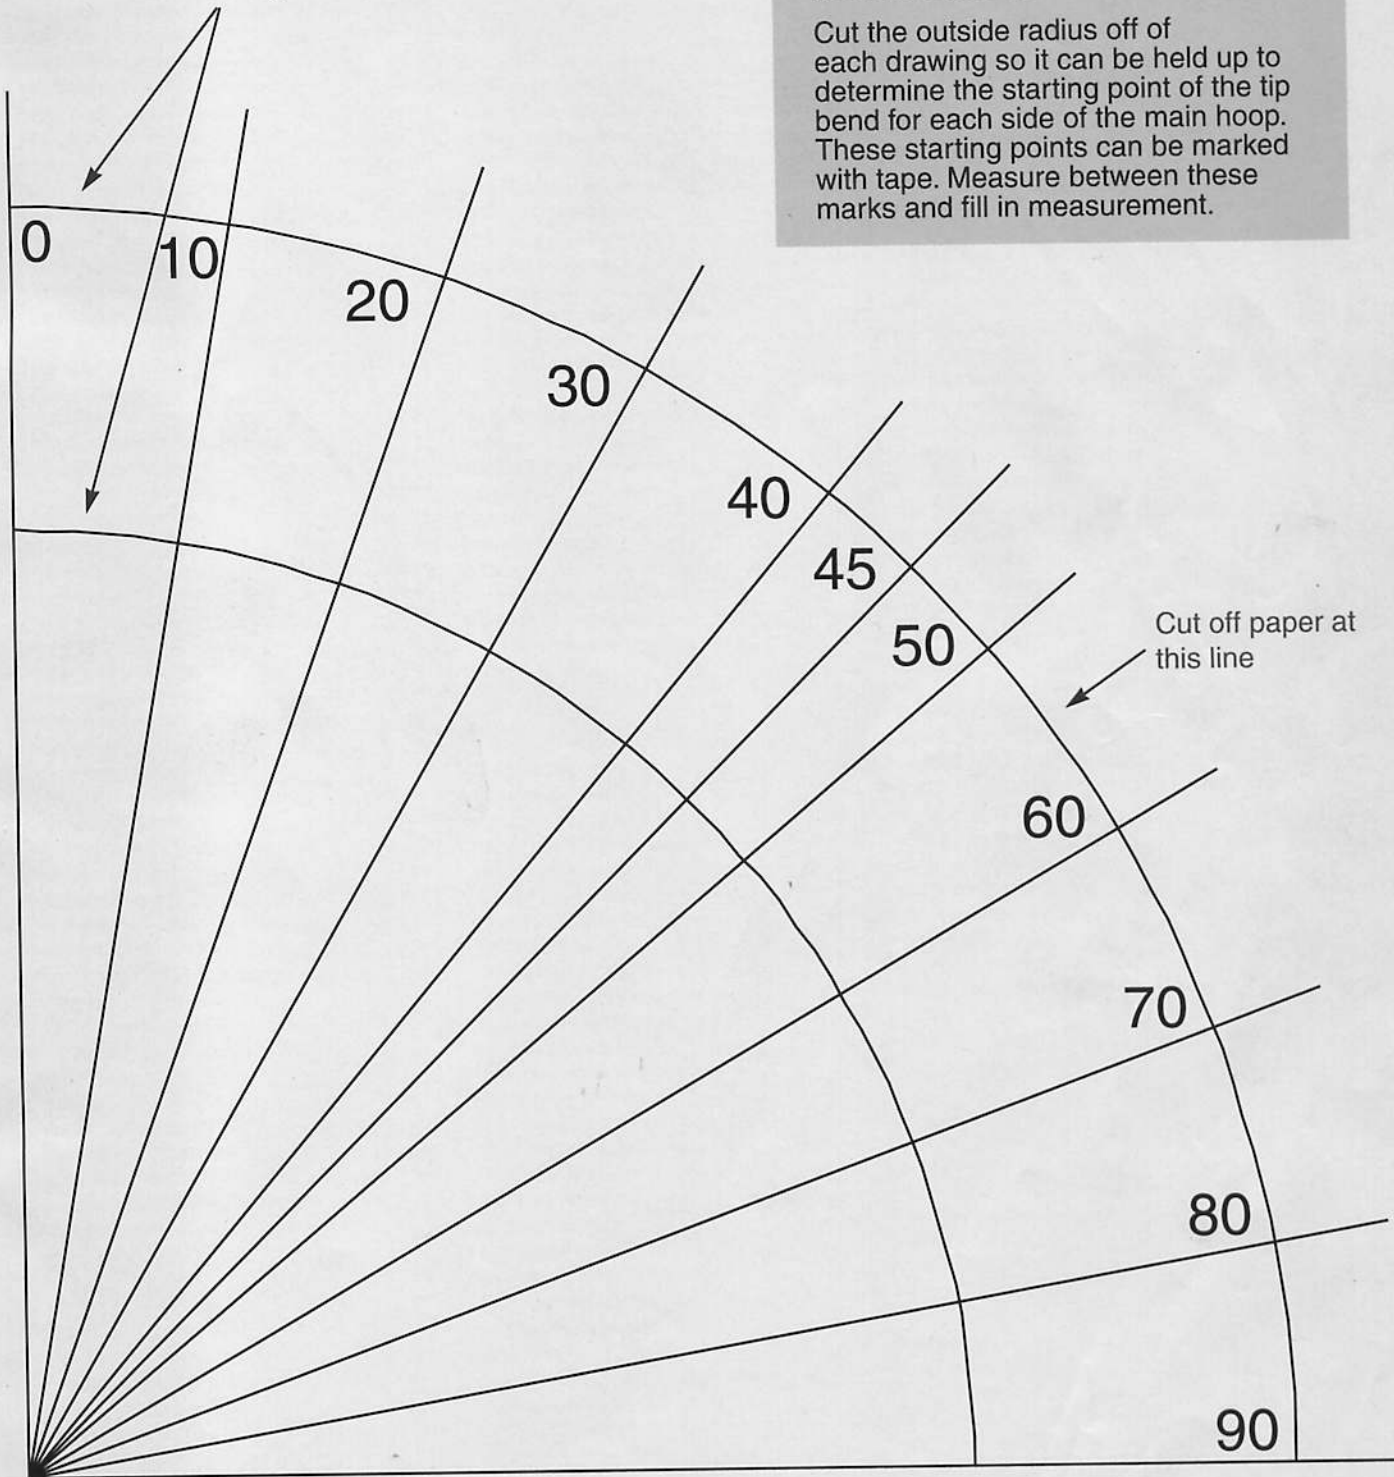 Cut the outside radius off of
each drawing so it can be held up to
determine the starting point of the tip
bend for each side of the main hoop.
These starting points can be marked
with tape. Measure between these
marks and fill in measurement.
0
10
20
30
40
45
50
Cut off paper at
this line
60
70
80
90